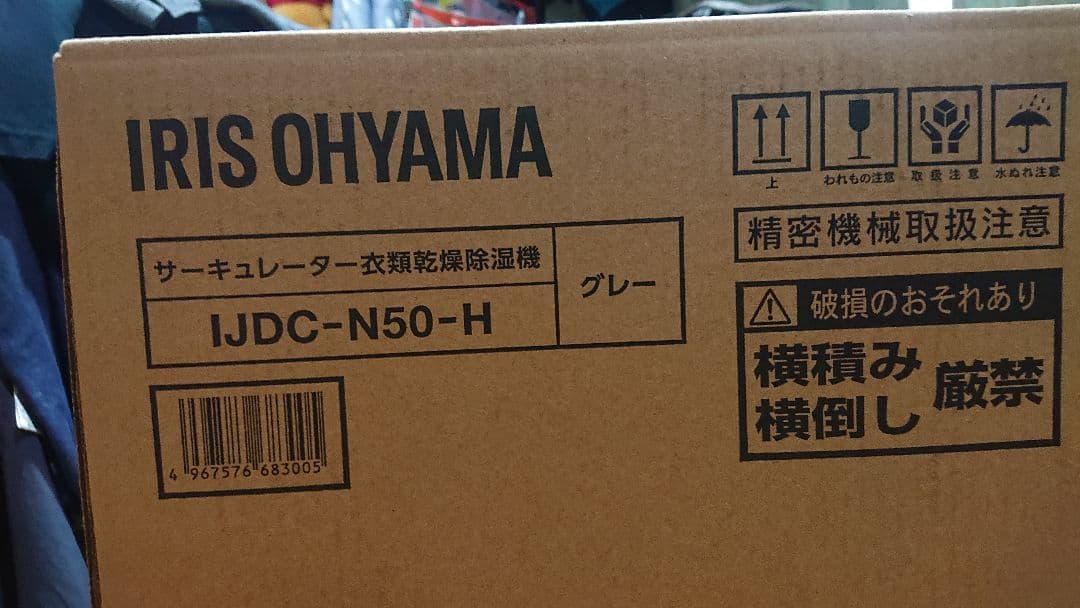 IRIS OHYAMA
サーキュレーター衣類乾燥除湿機
IJDC-N50-H
グレー
4 967576 683005
上
われもの注意
取扱注意
水ぬれ注意
精密機械取扱注意
破損のおそれあり
横積み
横倒し
厳禁